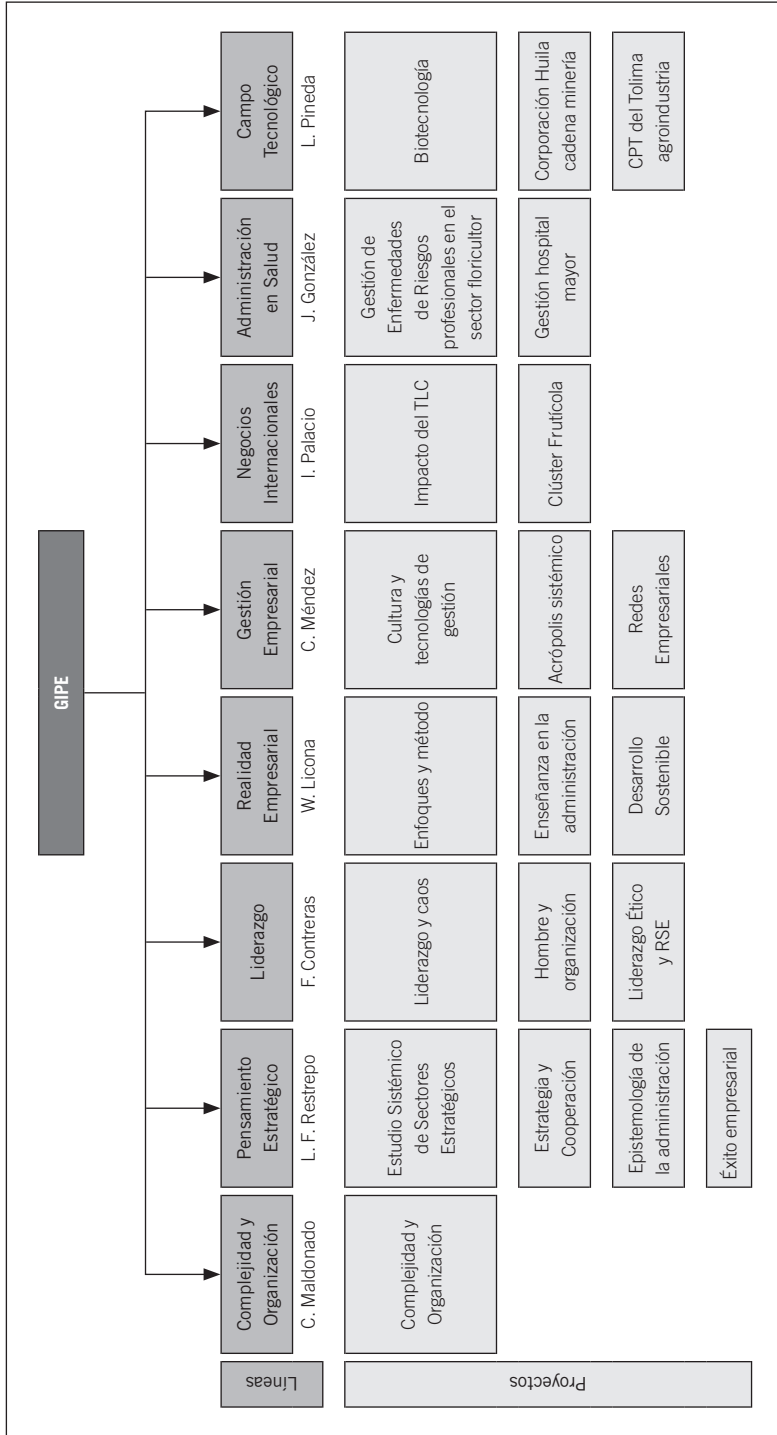 GIPE
Líneas
Complejidad y
Organización
C. Maldonado
Pensamiento
Estratégico
L. F. Restrepo
Liderazgo
F. Contreras
Realidad
Empresarial
W. Licona
Gestión
Empresarial
C. Méndez
Negocios
Internacionales
I. Palacio
Administración
en Salud
J. González
Campo
Tecnológico
L. Pineda
Proyectos
Complejidad y
Organización
Estudio Sistémico
de Sectores
Estratégicos
Liderazgo y caos
Enfoques y método
Cultura y
tecnologías de
gestión
Impacto del TLC
Gestión de
Enfermedades
de Riesgos
profesionales en el
sector floricultor
Biotecnología
Estrategia y
Cooperación
Hombre y
organización
Enseñanza en la
administración
Acrópolis sistémico
Clúster Frutícola
Gestión hospital
mayor
Corporación Huila
cadena minería
Epistemología de
la administración
Liderazgo Ético
y RSE
Desarrollo
Sostenible
Redes
Empresariales
CPT del Tolima
agroindustria
Éxito empresarial